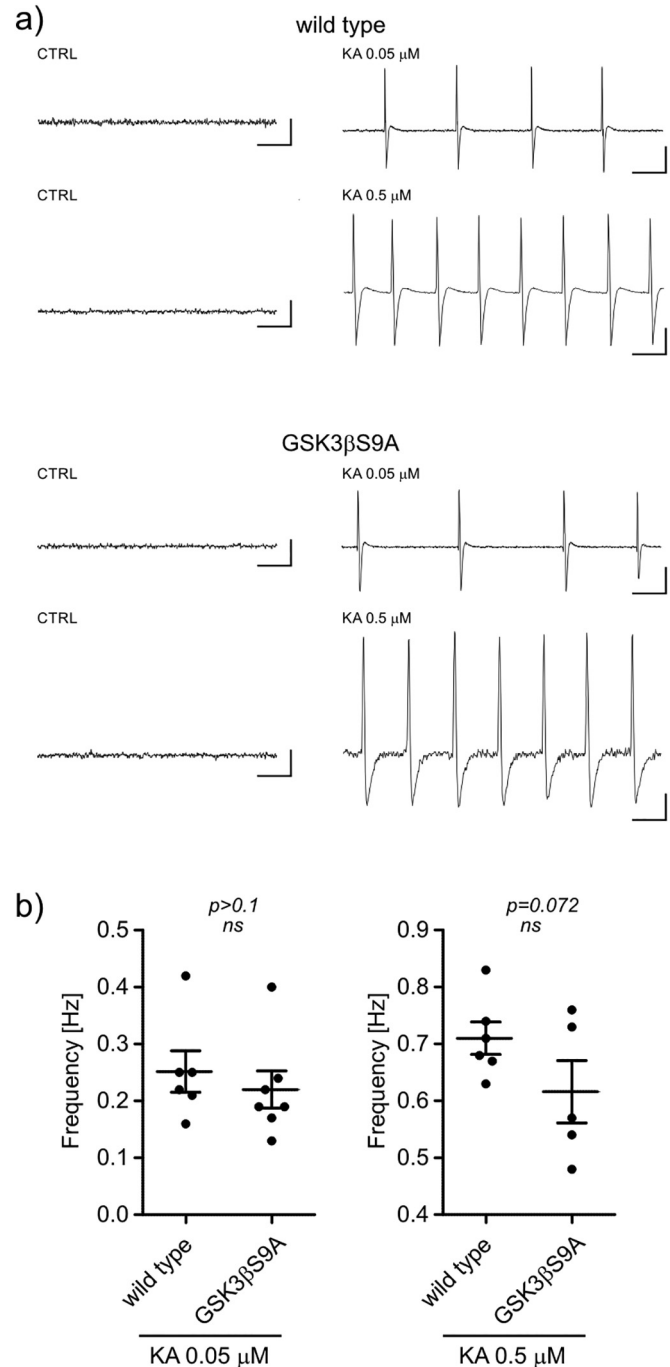 a)
wild type
CTRL
KA 0.05 μM
CTRL
KA 0.5 μM
GSK3βS9A
CTRL
KA 0.05 μM
CTRL
KA 0.5 μM
b)
p>0.1
ns
Frequency [Hz]
0.5
0.4
0.3
0.2
0.1
0.0
wild type
GSK3βS9A
KA 0.05 μM
p=0.072
ns
Frequency [Hz]
0.9
0.8
0.7
0.6
0.5
0.4
wild type
GSK3βS9A
KA 0.5 μM